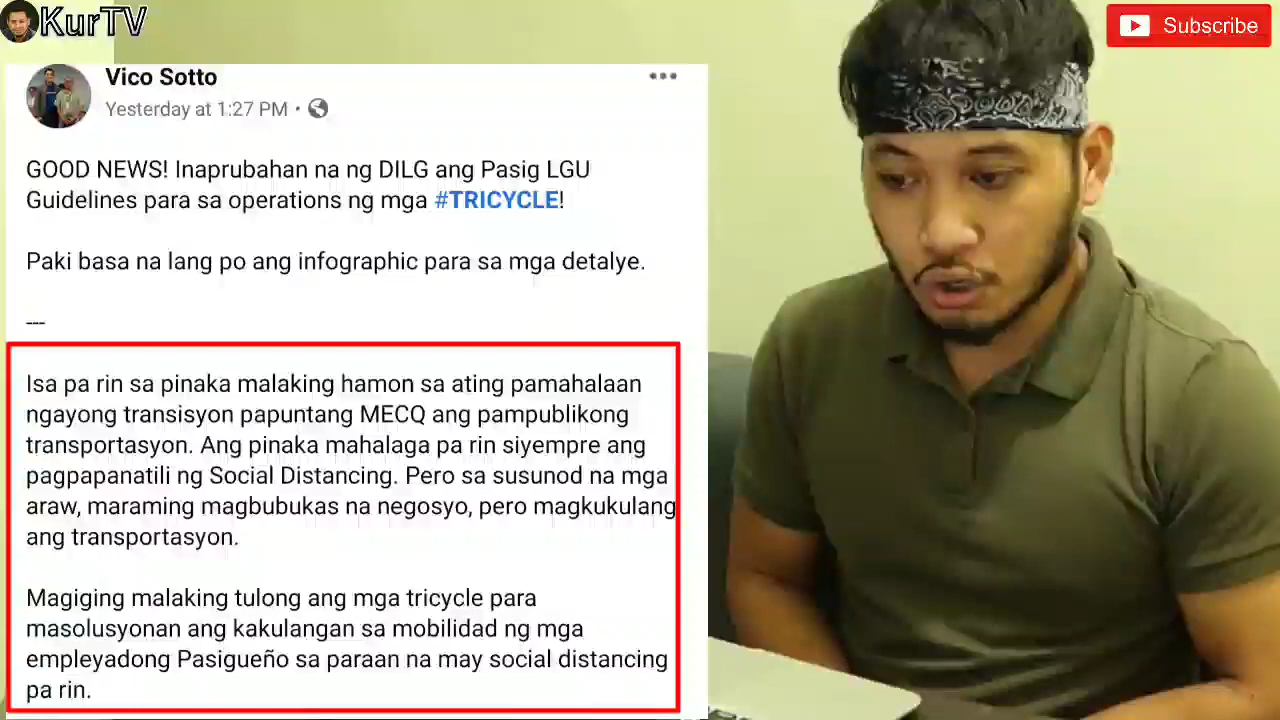 KurTV
Subscribe
Vico Sotto
Yesterday at 1:27 PM •
GOOD NEWS! Inaprubahan na ng DILG ang Pasig LGU
Guidelines para sa operations ng mga #TRICYCLE!
Paki basa na lang po ang infographic para sa mga detalye.
---
Isa pa rin sa pinaka malaking hamon sa ating pamahalaan
ngayong transisyon papuntang MECQ ang pampublikong
transportasyon. Ang pinaka mahalaga pa rin siyempre ang
pagpapanatili ng Social Distancing. Pero sa susunod na mga
araw, maraming magbubukas na negosyo, pero magkukulang
ang transportasyon.
Magiging malaking tulong ang mga tricycle para
masolusyonan ang kakulangan sa mobilidad ng mga
empleyadong Pasigueño sa paraan na may social distancing
pa rin.